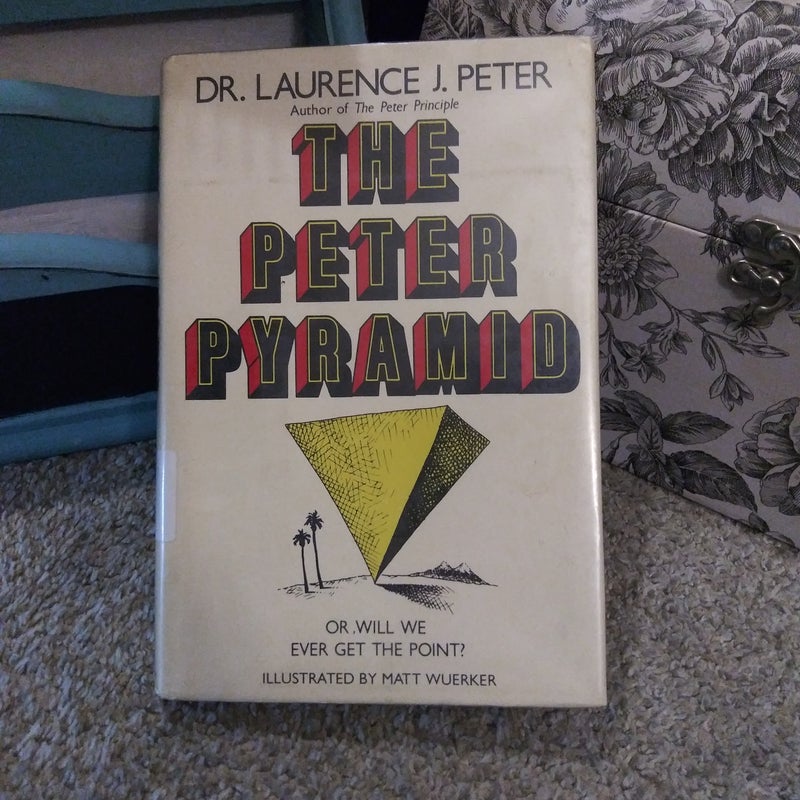 DR. LAURENCE J. PETER
Author of The Peter Principle
THE
PETER
PYRAMID
OR WILL WE
EVER GET THE POINT?
ILLUSTRATED BY MATT WUERKER